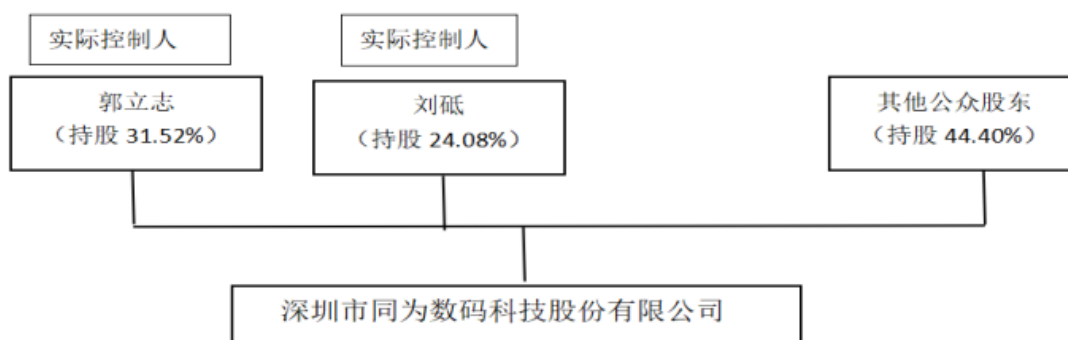 实际控制人
实际控制人
郭立志
（持股 31.52%）
刘砥
（持股 24.08%）
其他公众股东
（持股 44.40%）
深圳市同为数码科技股份有限公司